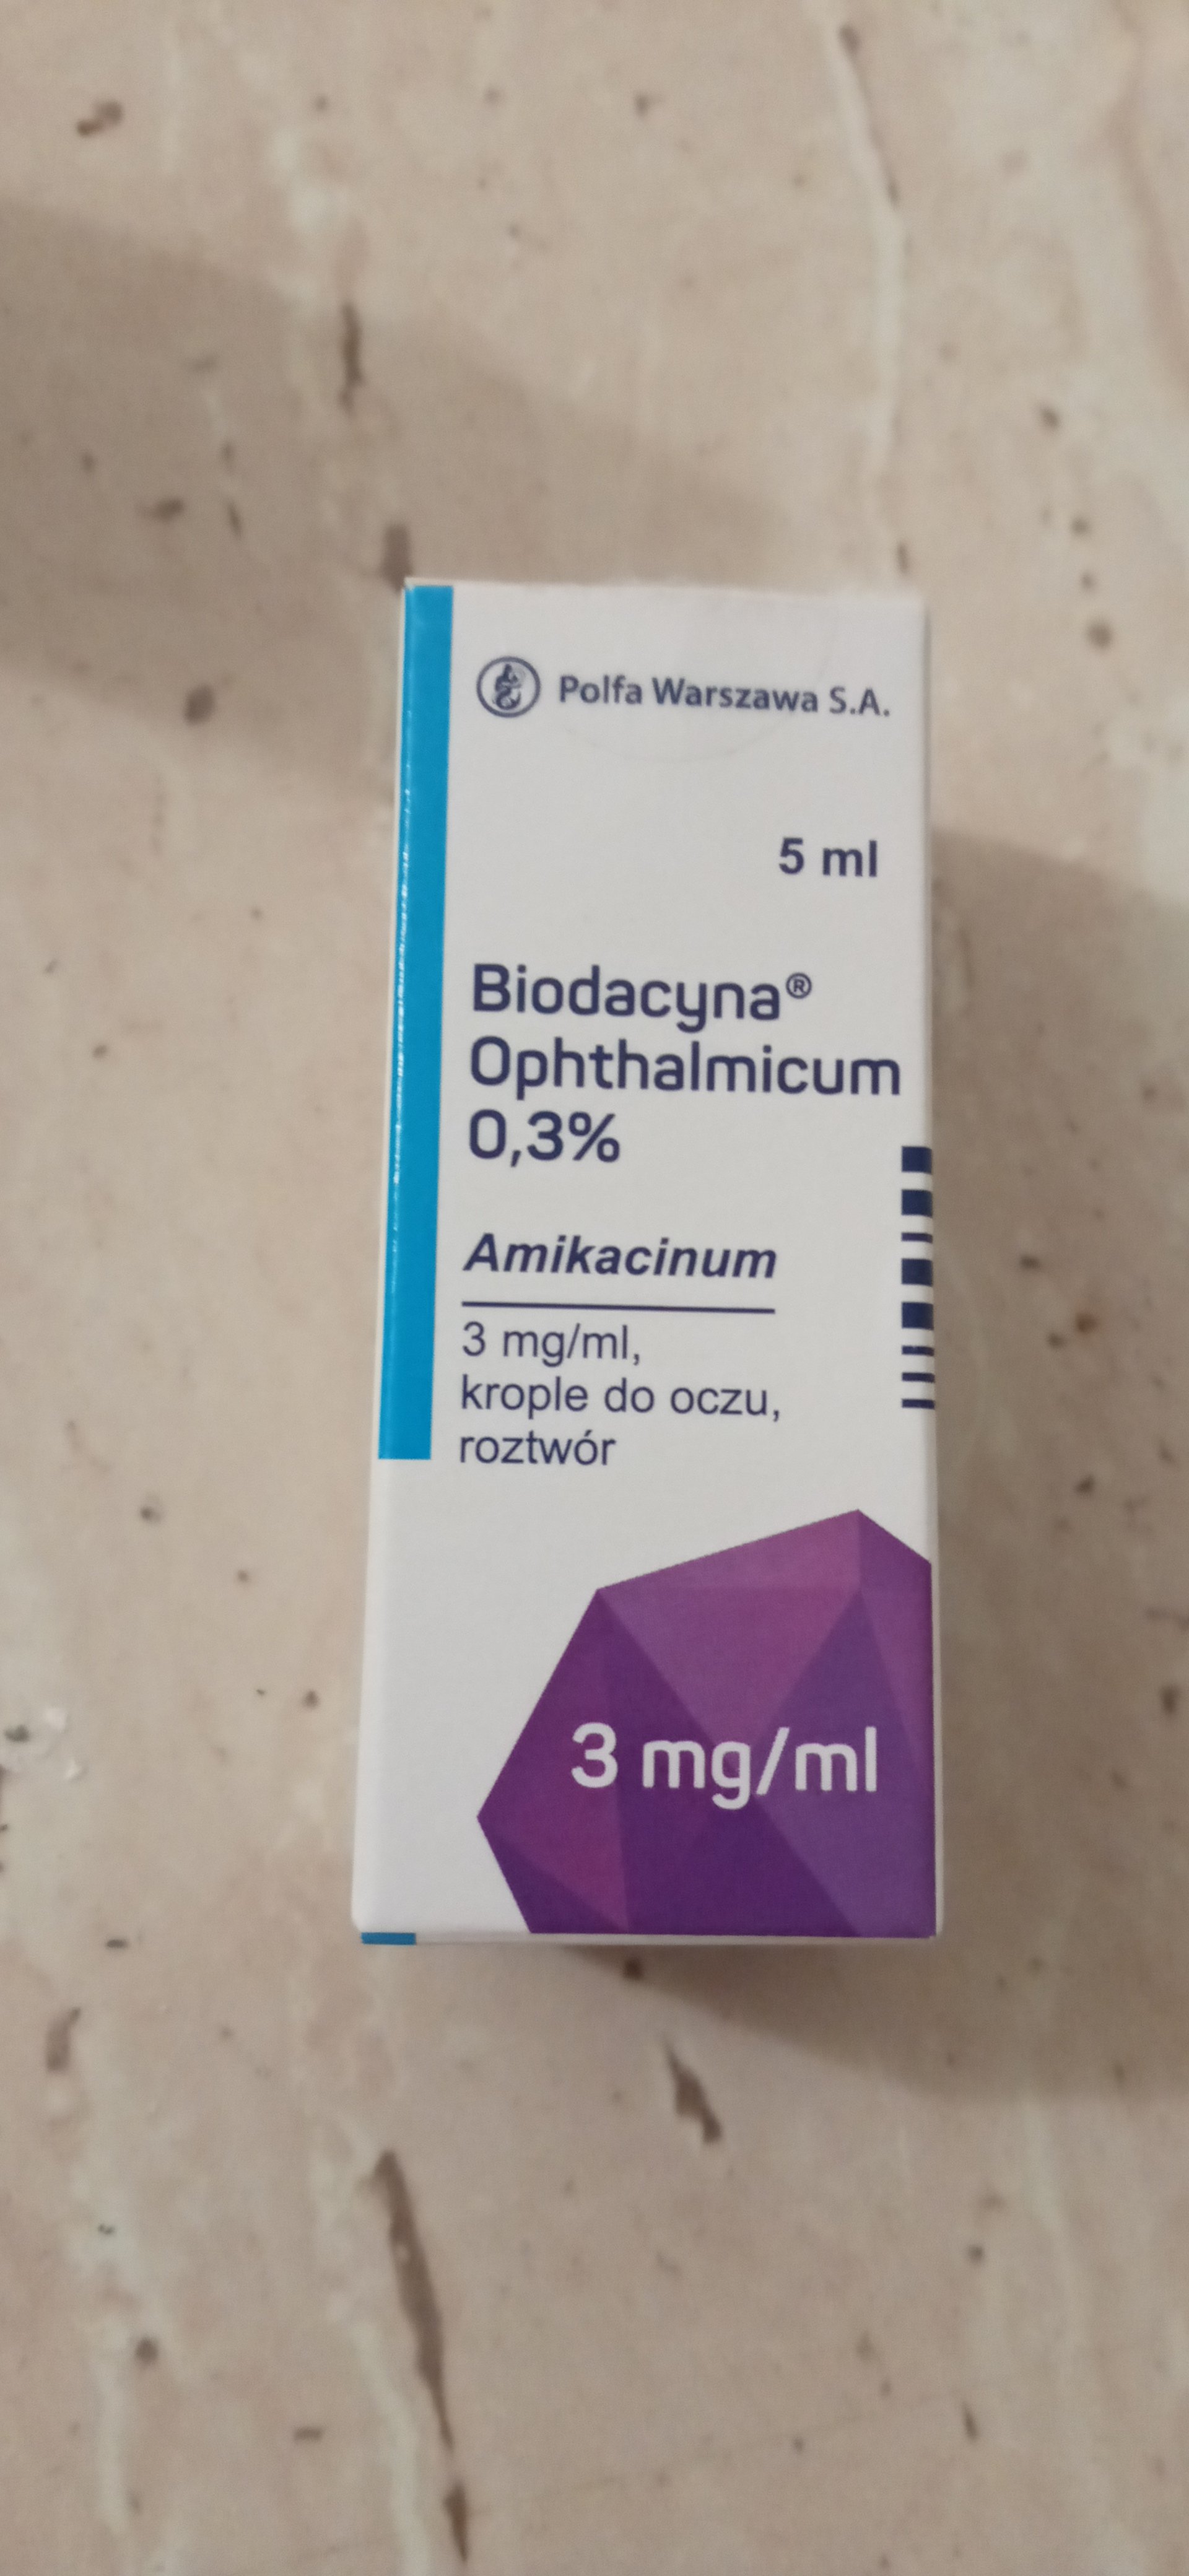 Polfa Warszawa S.A.
5 ml
Biodacyna®
Ophthalmicum
0,3%
Amikacinum
3 mg/ml,
krople do oczu,
roztwór
3 mg/ml